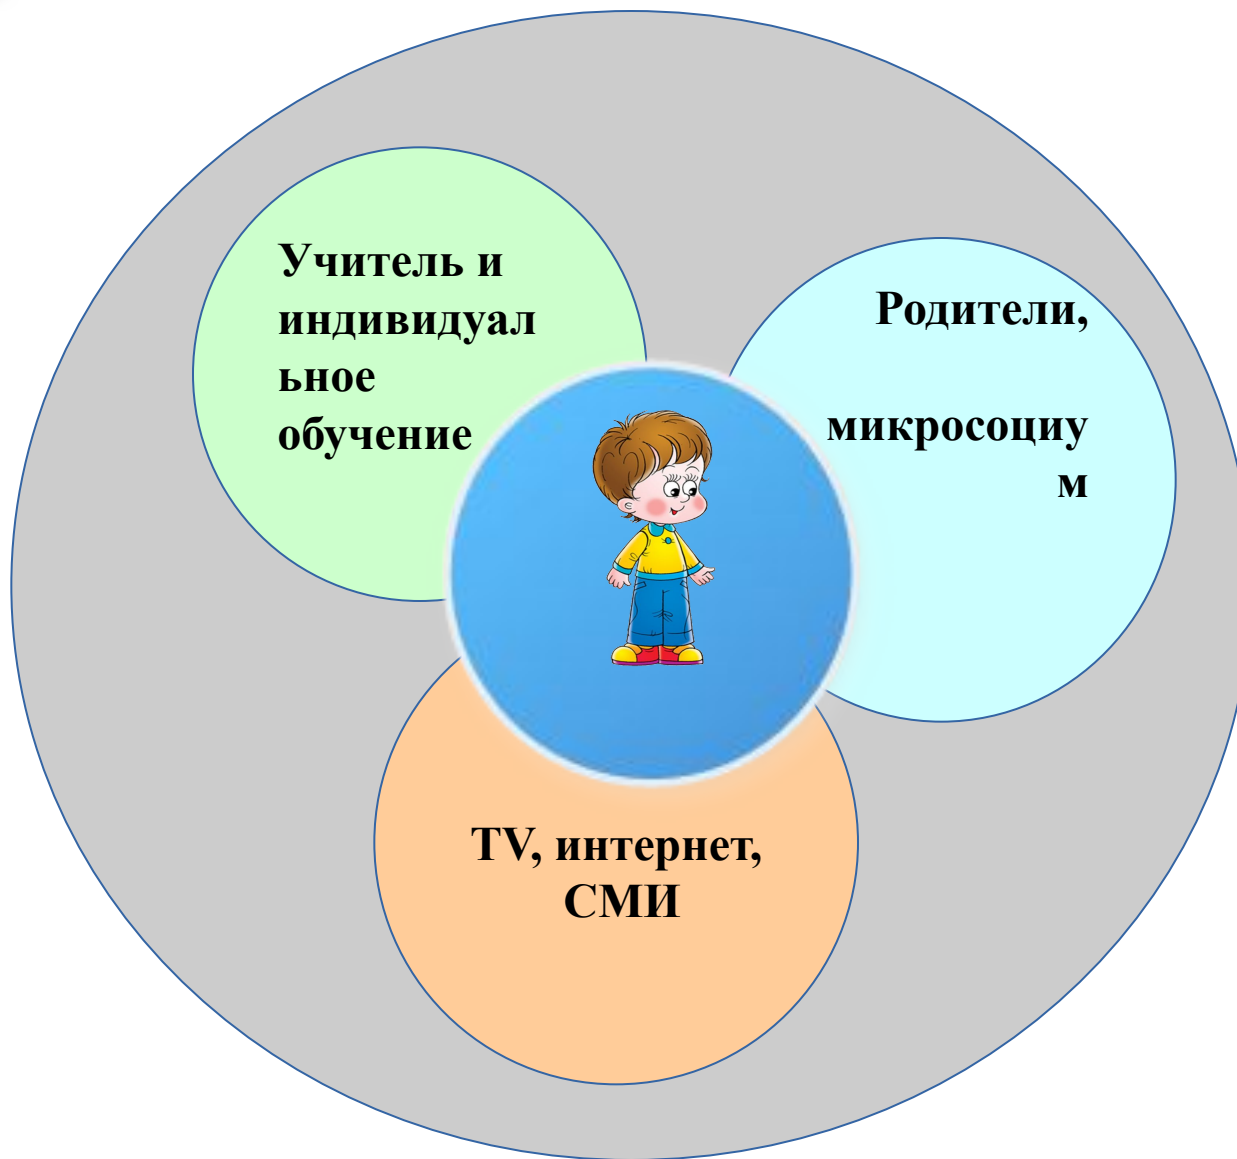 Учитель и
индивидуал
ьное
обучение
Родители,
микросоциу
м
TV, интернет,
СМИ